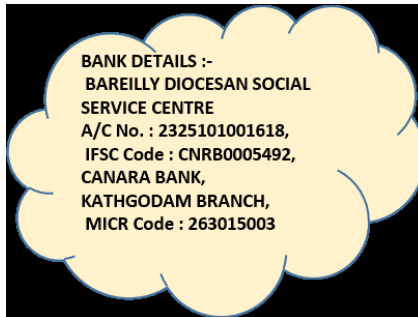 BANK DETAILS :-
BAREILLY DIOCESAN SOCIAL
SERVICE CENTRE
A/C No. : 2325101001618,
IFSC Code : CNRB0005492,
CANARA BANK,
KATHGODAM BRANCH,
MICR Code : 263015003